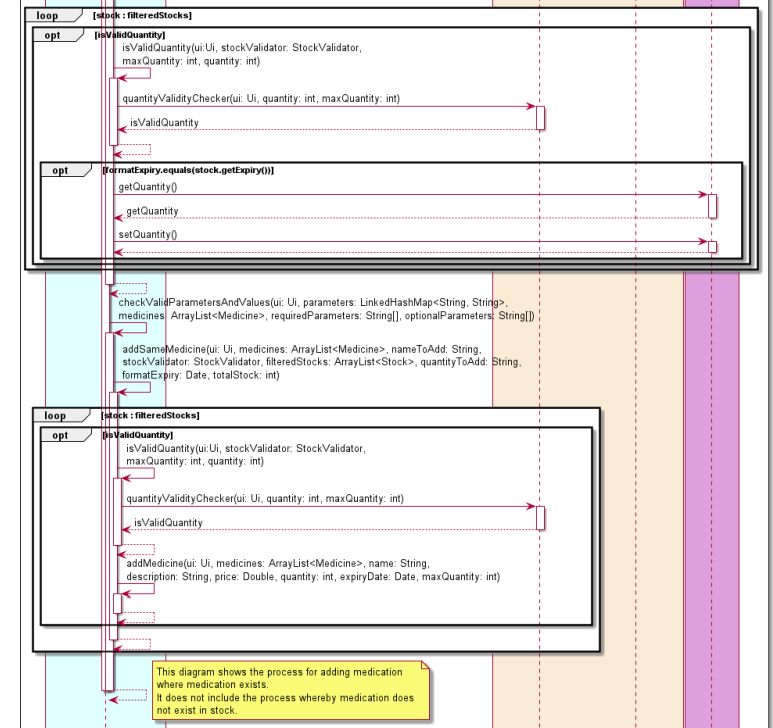 loop [stock : filteredStocks]
opt [isValidQuantity]
isValidQuantity(ui:Ui, stockValidator: StockValidator,
maxQuantity: int, quantity: int)
quantityValidityChecker(ui: Ui, quantity: int, maxQuantity: int)
isValidQuantity
opt [formatExpiry.equals(stock.getExpiry())]
getQuantity()
getQuantity
setQuantity()
checkValidParametersAndValues(ui: Ui, parameters: LinkedHashMap<String, String>,
medicines: ArrayList<Medicine>, requiredParameters: String[], optionalParameters: String[])
addSameMedicine(ui: Ui, medicines: ArrayList<Medicine>, nameToAdd: String,
stockValidator: StockValidator, filteredStocks: ArrayList<Stock>, quantityToAdd: String,
formatExpiry: Date, totalStock: int)
loop [stock : filteredStocks]
opt [isValidQuantity]
isValidQuantity(ui:Ui, stockValidator: StockValidator,
maxQuantity: int, quantity: int)
quantityValidityChecker(ui: Ui, quantity: int, maxQuantity: int)
isValidQuantity
addMedicine(ui: Ui, medicines: ArrayList<Medicine>, name: String,
description: String, price: Double, quantity: int, expiryDate: Date, maxQuantity: int)
This diagram shows the process for adding medication
where medication exists.
It does not include the process whereby medication does
not exist in stock.